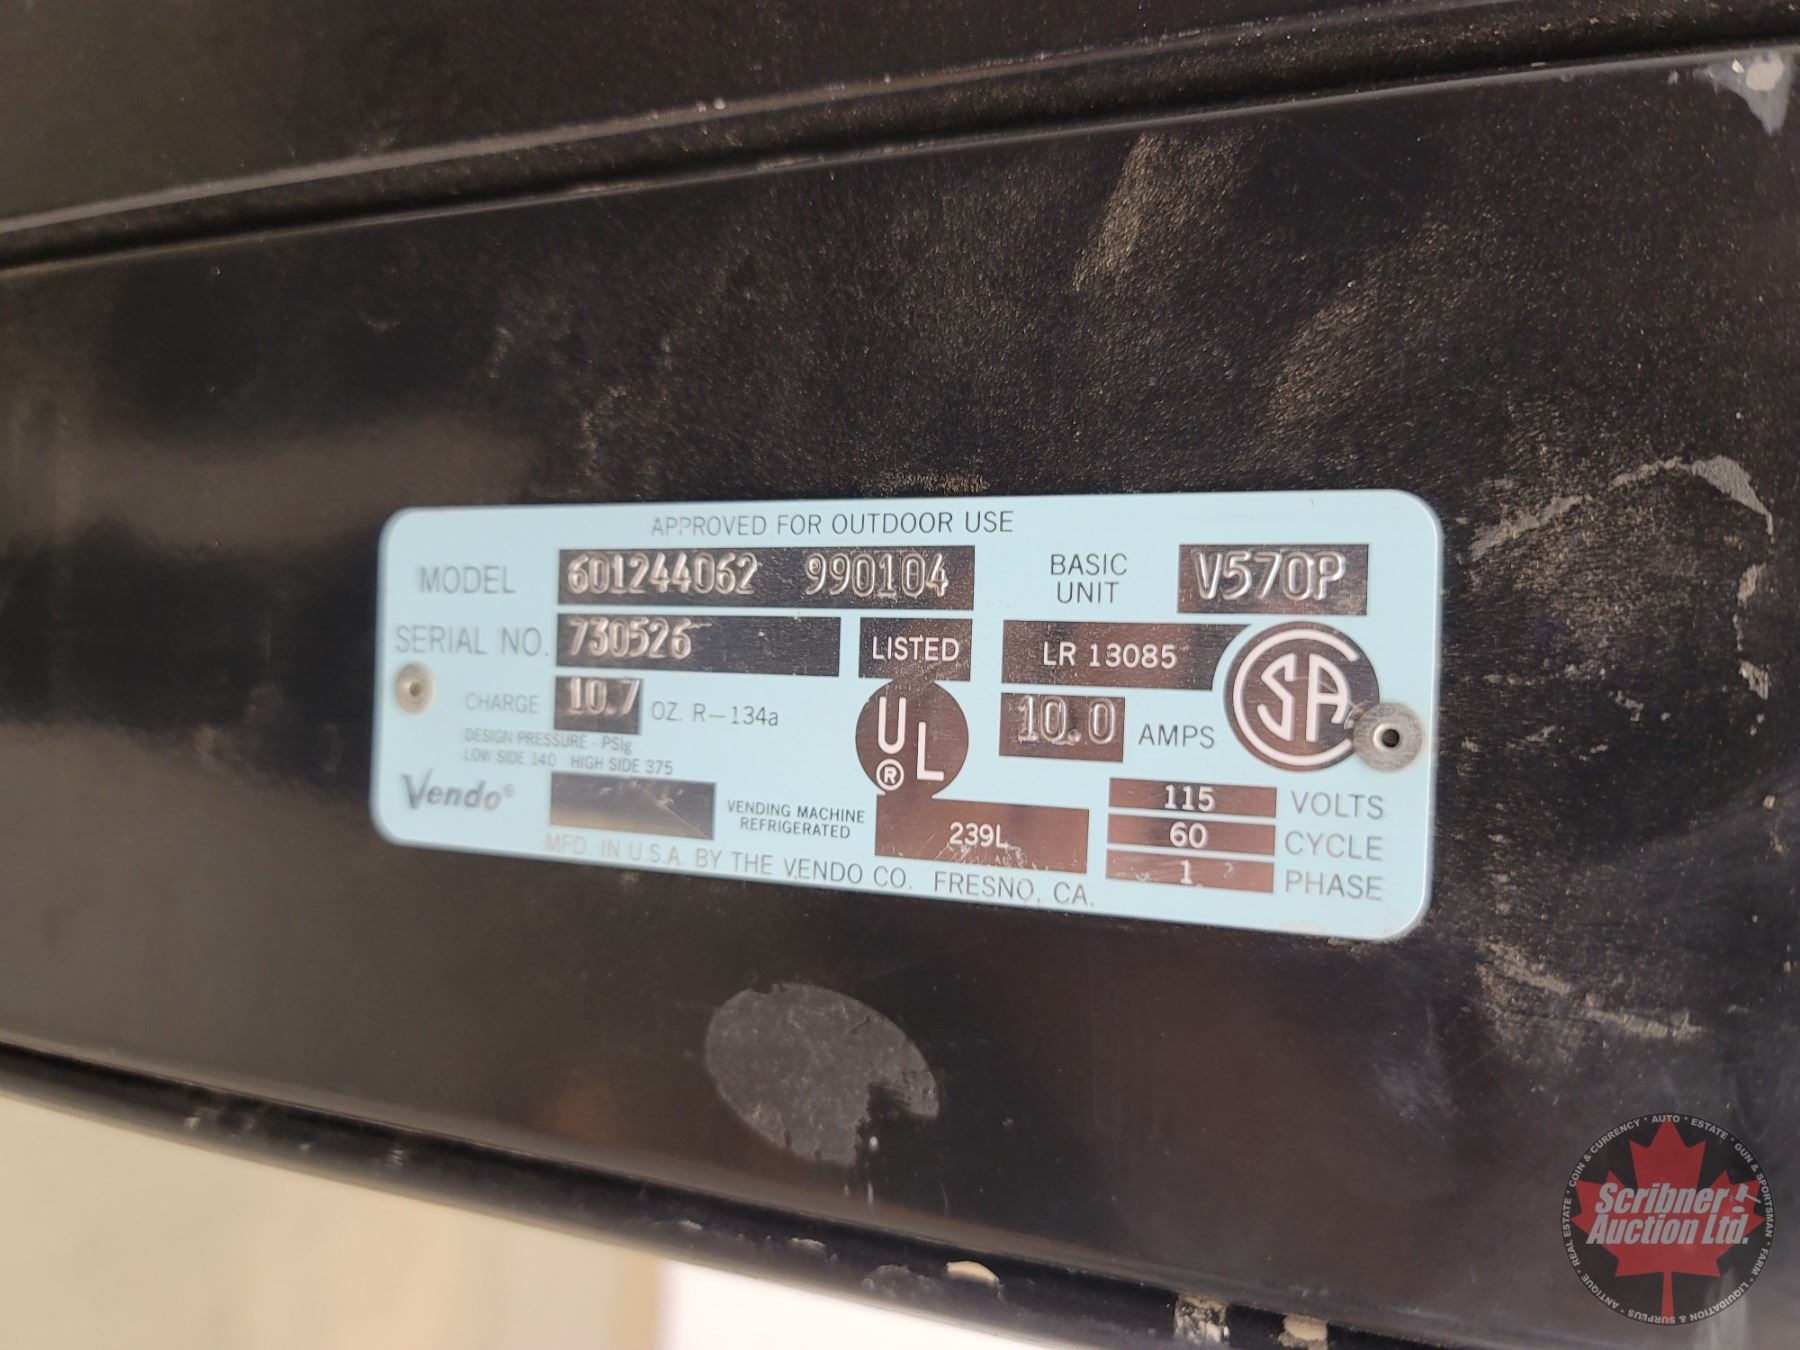 APPROVED FOR OUTDOOR USE
MODEL 601244062 990104 BASIC UNIT V570P
SERIAL NO. 730526 LISTED LR 13085 SA
CHARGE 10.7 OZ. R-134a UL® 10.0 AMPS
DESIGN PRESSURE - PSIg
LOW SIDE 140 HIGH SIDE 375
Vendo® VENDING MACHINE REFRIGERATED 239L
115 VOLTS
60 CYCLE
1 PHASE
MFD. IN U.S.A. BY THE VENDO CO. FRESNO, CA.
Scribner
Auction Ltd.
ANTIQUE · REAL ESTATE · COIN & CURRENCY · AUTO · ESTATE · GUN & SPORTSMAN · FARM · LIQUIDATION & SURPLUS